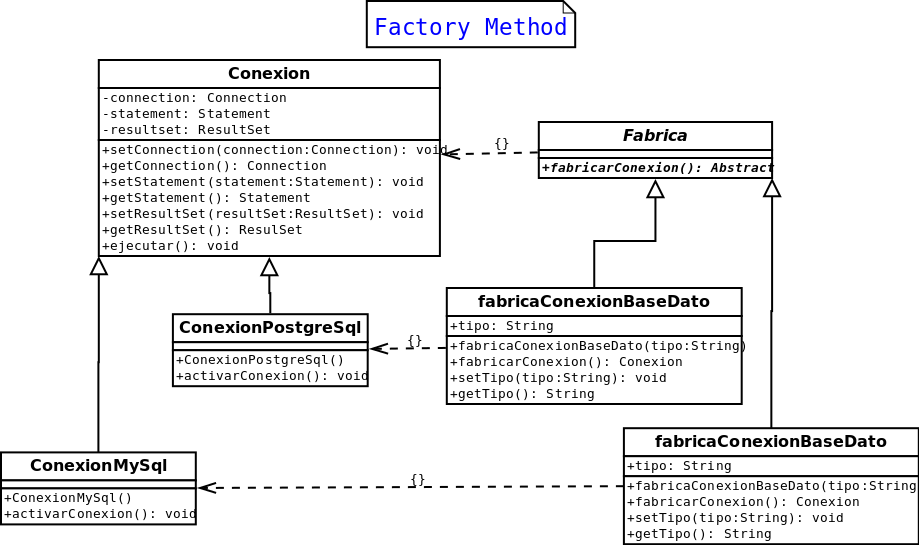 Factory Method
Conexion
-connection: Connection
-statement: Statement
-resultset: ResultSet
+setConnection(connection:Connection): void
+getConnection(): Connection
+setStatement(statement:Statement): void
+getStatement(): Statement
+setResultSet(resultSet:ResultSet): void
+getResultSet(): ResulSet
+ejecutar(): void
{}
Fabrica
+fabricarConexion(): Abstract
ConexionPostgreSql
+ConexionPostgreSql()
+activarConexion(): void
{}
fabricaConexionBaseDato
+tipo: String
+fabricaConexionBaseDato(tipo:String)
+fabricarConexion(): Conexion
+setTipo(tipo:String): void
+getTipo(): String
ConexionMySql
+ConexionMySql()
+activarConexion(): void
{}
fabricaConexionBaseDato
+tipo: String
+fabricaConexionBaseDato(tipo:String
+fabricarConexion(): Conexion
+setTipo(tipo:String): void
+getTipo(): String